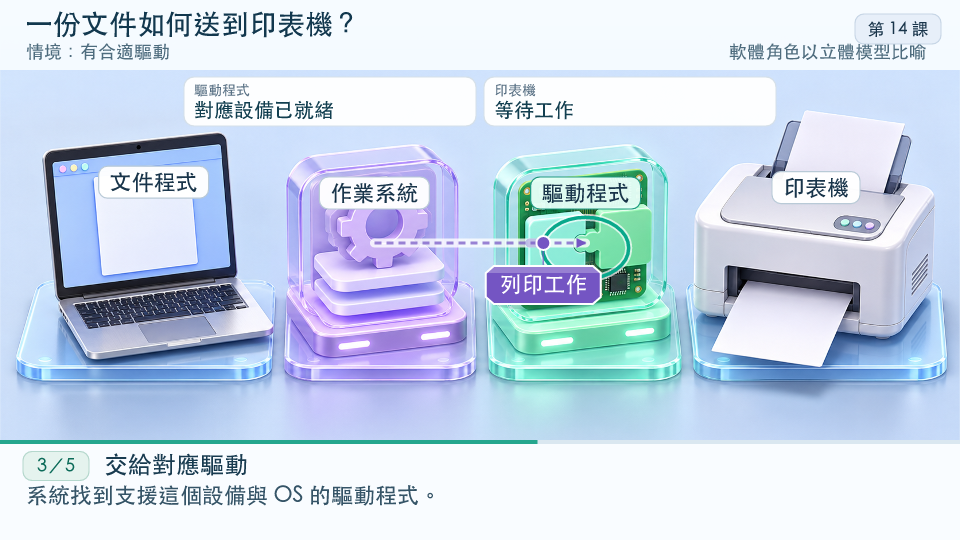 一份文件如何送到印表機？
第 14 課
情境：有合適驅動
軟體角色以立體模型比喻
驅動程式
對應設備已就緒
印表機
等待工作
文件程式
作業系統
驅動程式
印表機
列印工作
3／5
交給對應驅動
系統找到支援這個設備與 OS 的驅動程式。